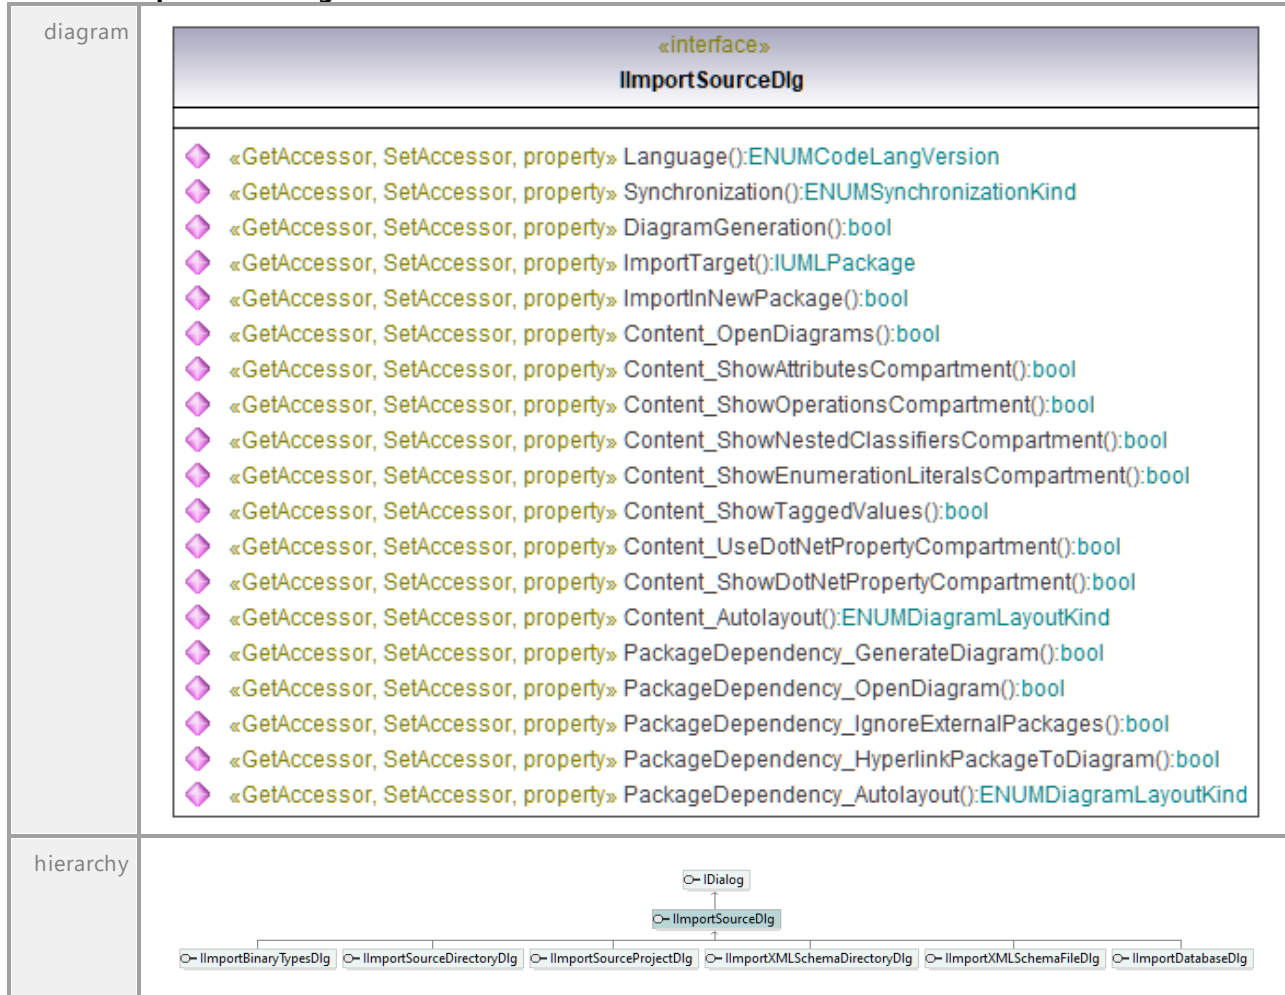 diagram
«interface»
IImportSourceDlg
«GetAccessor, SetAccessor, property» Language():ENUMCodeLangVersion
«GetAccessor, SetAccessor, property» Synchronization():ENUMSynchronizationKind
«GetAccessor, SetAccessor, property» DiagramGeneration():bool
«GetAccessor, SetAccessor, property» ImportTarget():IUMLPackage
«GetAccessor, SetAccessor, property» ImportInNewPackage():bool
«GetAccessor, SetAccessor, property» Content_OpenDiagrams():bool
«GetAccessor, SetAccessor, property» Content_ShowAttributesCompartment():bool
«GetAccessor, SetAccessor, property» Content_ShowOperationsCompartment():bool
«GetAccessor, SetAccessor, property» Content_ShowNestedClassifiersCompartment():bool
«GetAccessor, SetAccessor, property» Content_ShowEnumerationLiteralsCompartment():bool
«GetAccessor, SetAccessor, property» Content_ShowTaggedValues():bool
«GetAccessor, SetAccessor, property» Content_UseDotNetPropertyCompartment():bool
«GetAccessor, SetAccessor, property» Content_ShowDotNetPropertyCompartment():bool
«GetAccessor, SetAccessor, property» Content_Autolayout():ENUMDiagramLayoutKind
«GetAccessor, SetAccessor, property» PackageDependency_GenerateDiagram():bool
«GetAccessor, SetAccessor, property» PackageDependency_OpenDiagram():bool
«GetAccessor, SetAccessor, property» PackageDependency_IgnoreExternalPackages():bool
«GetAccessor, SetAccessor, property» PackageDependency_HyperlinkPackageToDiagram():bool
«GetAccessor, SetAccessor, property» PackageDependency_Autolayout():ENUMDiagramLayoutKind
hierarchy
IDialog
IImportSourceDlg
IImportBinaryTypesDlg IImportSourceDirectoryDlg IImportSourceProjectDlg IImportXMLSchemaDirectoryDlg IImportXMLSchemaFileDlg IImportDatabaseDlg